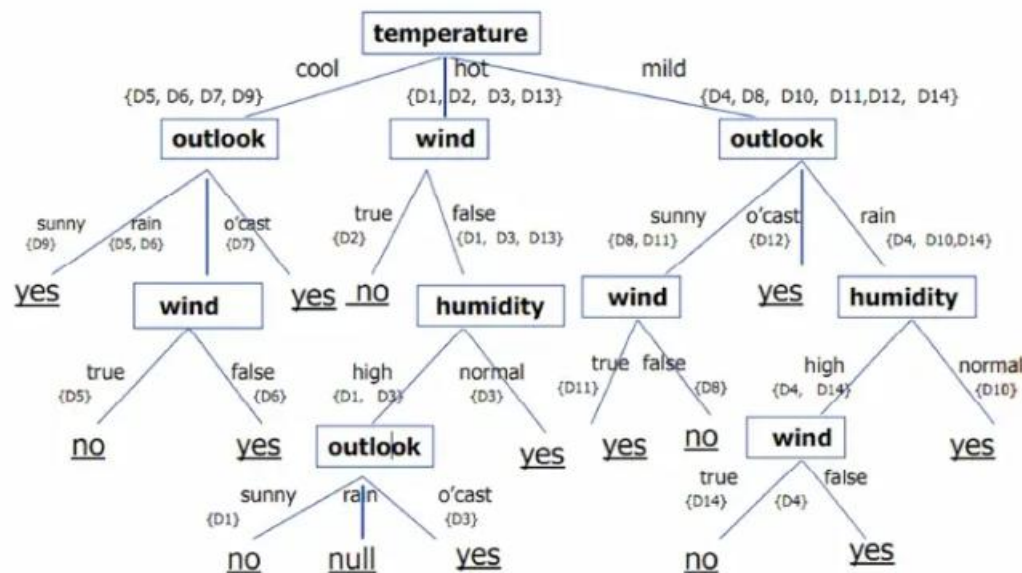 temperature
cool hot mild
{D5, D6, D7, D9} {D1, D2, D3, D13} {D4, D8, D10, D11,D12, D14}
outlook wind outlook
sunny rain o'cast true false sunny o'cast rain
{D9} {D5, D6} {D7} {D2} {D1, D3, D13} {D8, D11} {D12} {D4, D10,D14}
yes wind yes no humidity wind yes humidity
true false high normal true false high normal
{D5} {D6} {D1, D3} {D3} {D11} {D8} {D4, D14} {D10}
no yes outlook yes yes no wind yes
sunny rain o'cast true false
{D1} {D3} {D14} {D4}
no null yes no yes